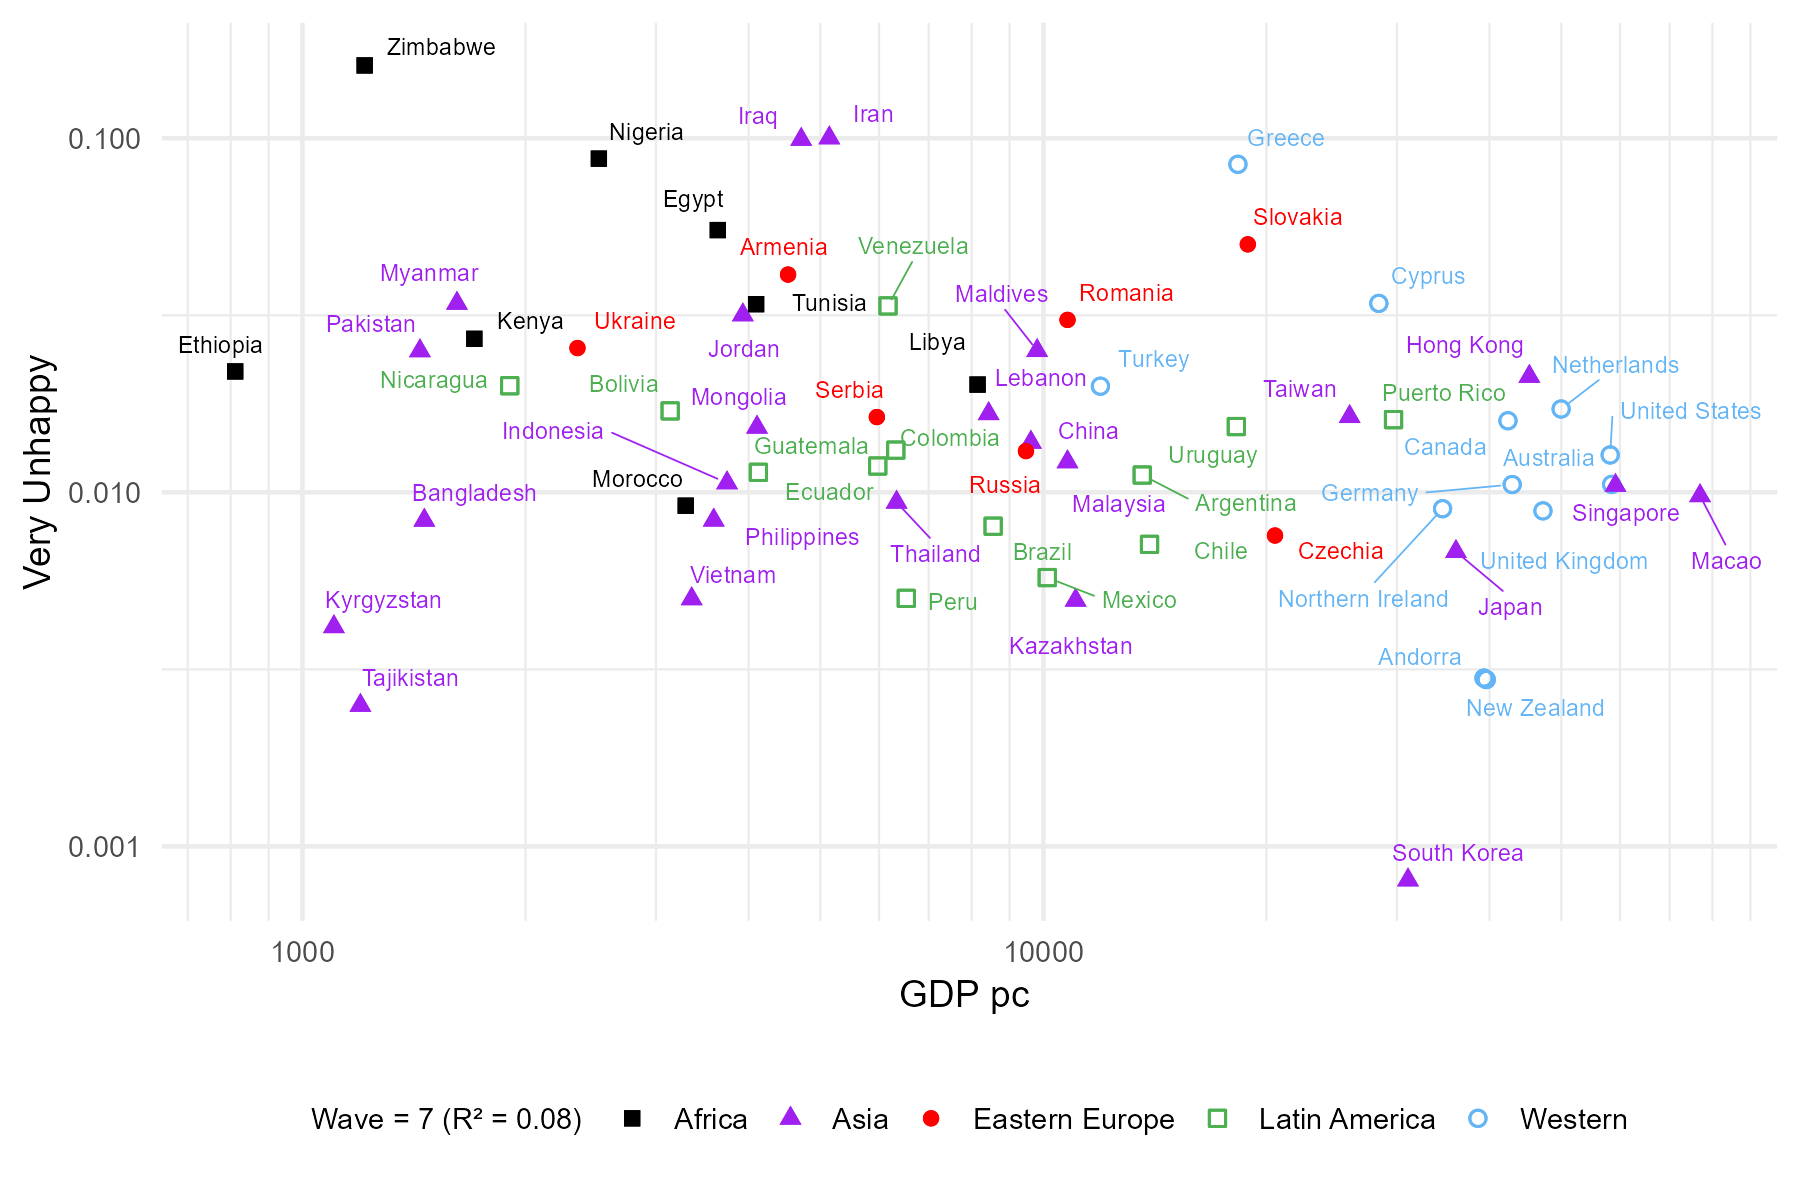 Zimbabwe
Iraq
Iran
Nigeria
0.100
Greece
Egypt
Slovakia
Armenia
Venezuela
Myanmar
Cyprus
Maldives
Romania
Tunisia
Pakistan
Kenya
Ukraine
Ethiopia
Libya
Hong Kong
Jordan
Turkey
Netherlands
Nicaragua
Bolivia
Lebanon
Serbia
Taiwan
Puerto Rico
Mongolia
United States
Indonesia
China
Colombia
Guatemala
Canada
Uruguay
Australia
Morocco
Russia
Ecuador
Bangladesh
0.010
Germany
Malaysia
Argentina
Singapore
Philippines
Thailand
Brazil
Chile
Czechia
United Kingdom
Macao
Vietnam
Kyrgyzstan
Peru
Mexico
Northern Ireland
Japan
Kazakhstan
Andorra
Tajikistan
New Zealand
0.001
South Korea
Very Unhappy
1000
10000
GDP pc
Wave = 7 (R² = 0.08) Africa Asia Eastern Europe Latin America Western